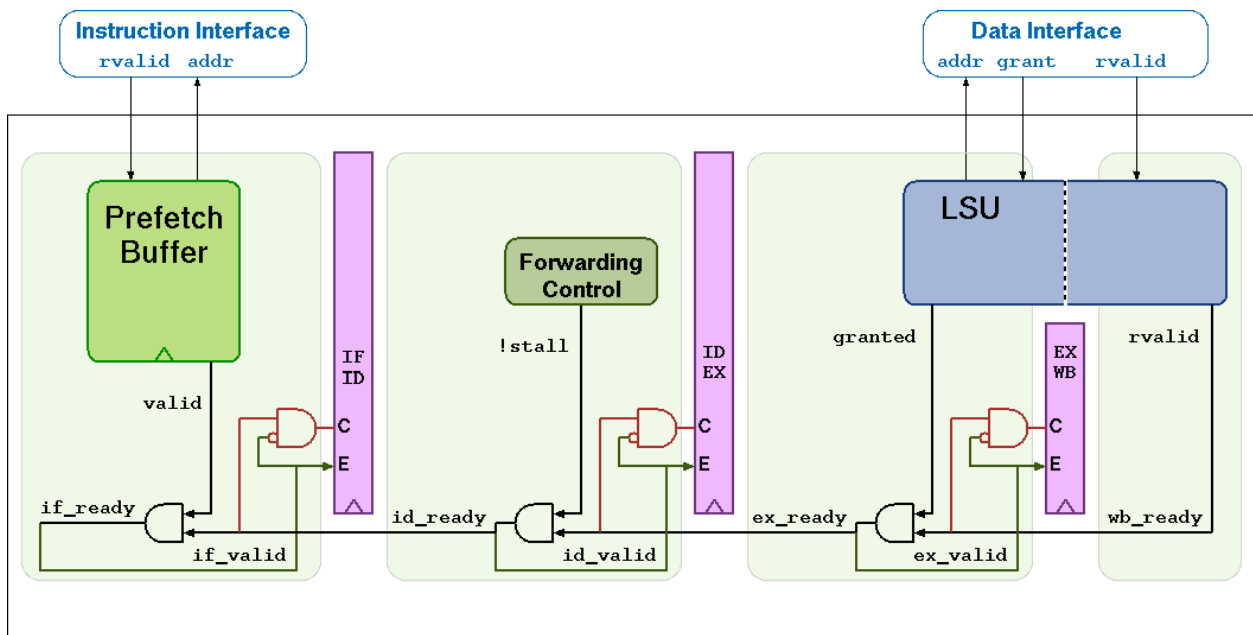 Instruction Interface
rvalid addr
Data Interface
addr grant rvalid
Prefetch
Buffer
LSU
Forwarding
Control
IF
ID
ID
EX
EX
WB
!stall
granted
rvalid
valid
C
C
C
E
E
E
if_ready
id_ready
ex_ready
wb_ready
if_valid
id_valid
ex_valid